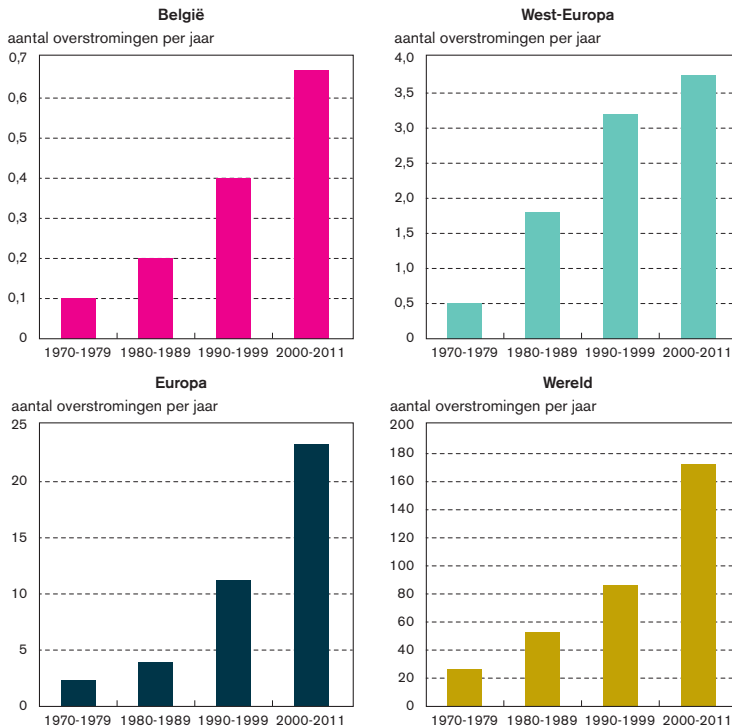 België
aantal overstromingen per jaar
0,7
0,6
0,5
0,4
0,3
0,2
0,1
0
1970-1979 1980-1989 1990-1999 2000-2011
West-Europa
aantal overstromingen per jaar
4,0
3,5
3,0
2,5
2,0
1,5
1,0
0,5
0
1970-1979 1980-1989 1990-1999 2000-2011
Europa
aantal overstromingen per jaar
25
20
15
10
5
0
1970-1979 1980-1989 1990-1999 2000-2011
Wereld
aantal overstromingen per jaar
200
180
160
140
120
100
80
60
40
20
0
1970-1979 1980-1989 1990-1999 2000-2011